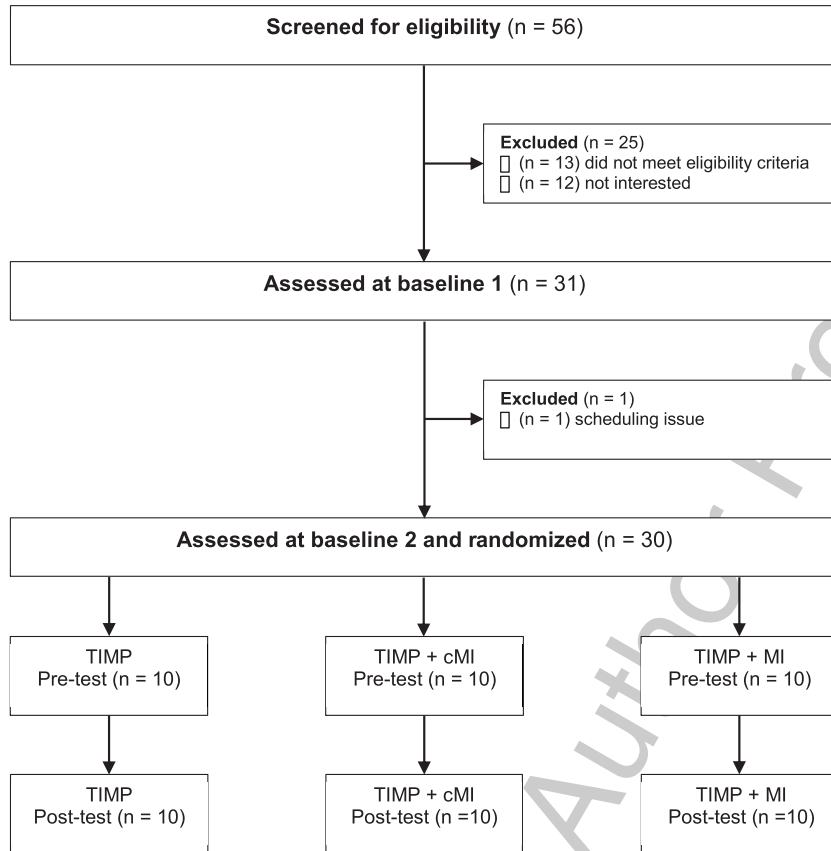 Screened for eligibility (n = 56)
Excluded (n = 25)
▯ (n = 13) did not meet eligibility criteria
▯ (n = 12) not interested
Assessed at baseline 1 (n = 31)
Excluded (n = 1)
▯ (n = 1) scheduling issue
Assessed at baseline 2 and randomized (n = 30)
TIMP
Pre-test (n = 10)
TIMP + cMI
Pre-test (n = 10)
TIMP + MI
Pre-test (n = 10)
TIMP
Post-test (n = 10)
TIMP + cMI
Post-test (n =10)
TIMP + MI
Post-test (n =10)
Author